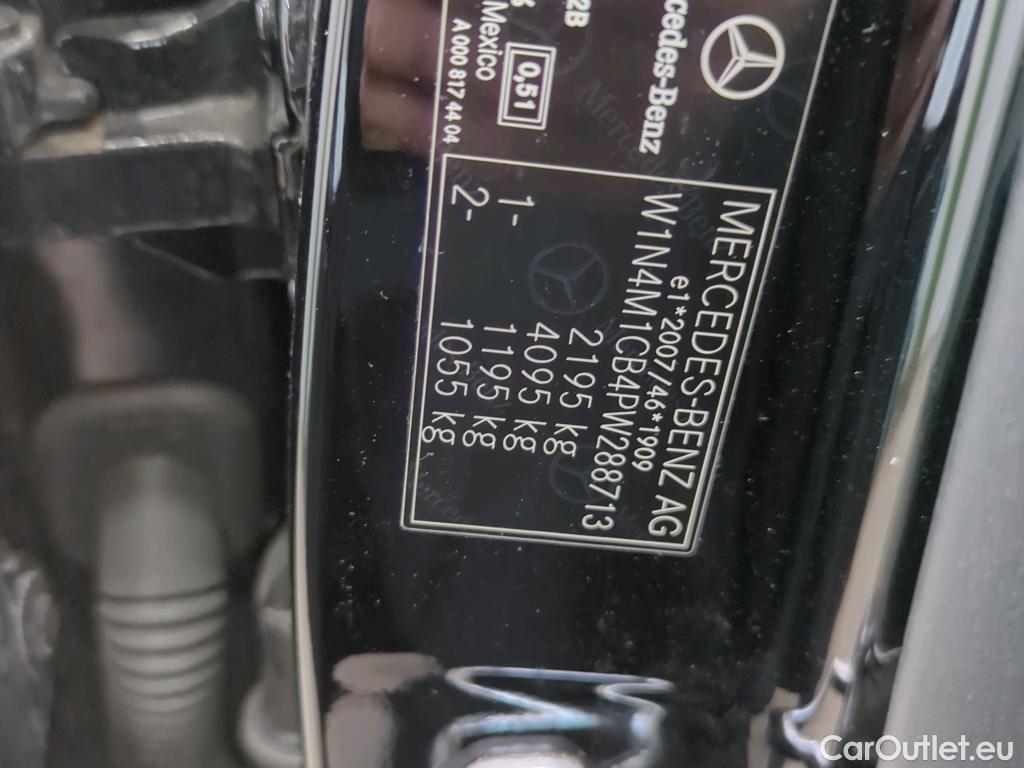 Mercedes-Benz
0,51
2B
Mexico
A 000 817 44 04
MERCEDES-BENZ AG
e1*2007/46*1909
W1N4M1CB4PW288713
2195 kg
4095 kg
1- 1195 kg
2- 1055 kg
CarOutlet.eu